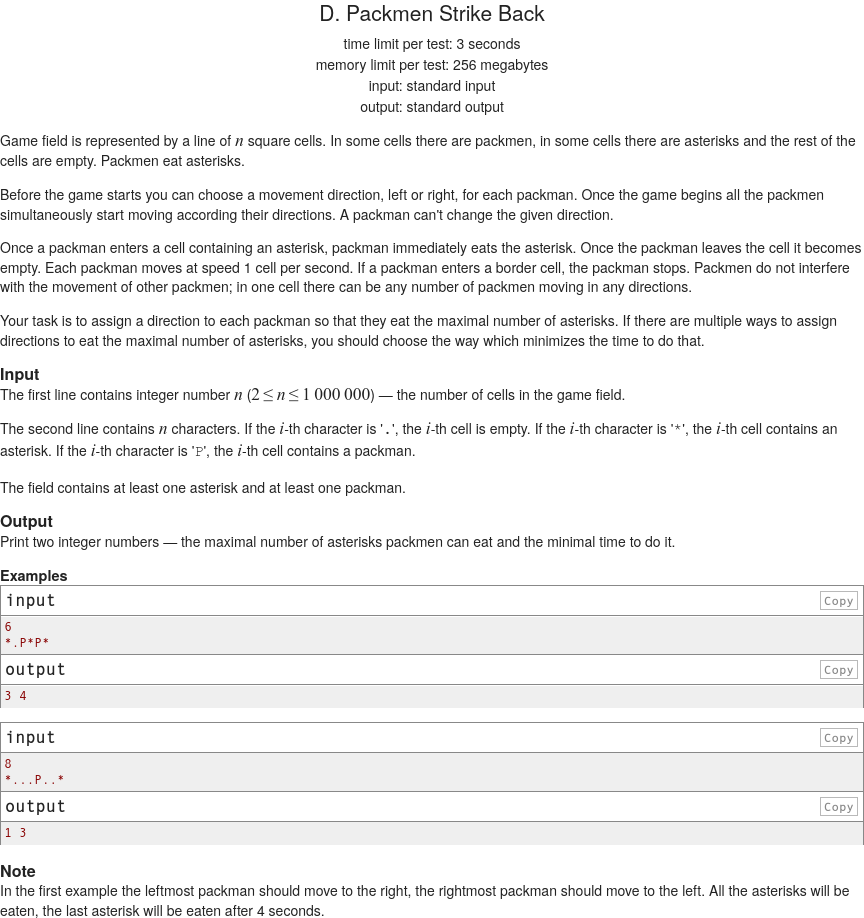 D. Packmen Strike Back
time limit per test: 3 seconds
memory limit per test: 256 megabytes
input: standard input
output: standard output
Game field is represented by a line of n square cells. In some cells there are packmen, in some cells there are asterisks and the rest of the
cells are empty. Packmen eat asterisks.
Before the game starts you can choose a movement direction, left or right, for each packman. Once the game begins all the packmen
simultaneously start moving according their directions. A packman can't change the given direction.
Once a packman enters a cell containing an asterisk, packman immediately eats the asterisk. Once the packman leaves the cell it becomes
empty. Each packman moves at speed 1 cell per second. If a packman enters a border cell, the packman stops. Packmen do not interfere
with the movement of other packmen; in one cell there can be any number of packmen moving in any directions.
Your task is to assign a direction to each packman so that they eat the maximal number of asterisks. If there are multiple ways to assign
directions to eat the maximal number of asterisks, you should choose the way which minimizes the time to do that.
Input
The first line contains integer number n (2 ≤ n ≤ 1 000 000) — the number of cells in the game field.
The second line contains n characters. If the i-th character is '.', the i-th cell is empty. If the i-th character is '*', the i-th cell contains an
asterisk. If the i-th character is 'P', the i-th cell contains a packman.
The field contains at least one asterisk and at least one packman.
Output
Print two integer numbers — the maximal number of asterisks packmen can eat and the minimal time to do it.
Examples
input Copy
6
*.P*P*
output Copy
3 4
input Copy
8
*...P..*
output Copy
1 3
Note
In the first example the leftmost packman should move to the right, the rightmost packman should move to the left. All the asterisks will be
eaten, the last asterisk will be eaten after 4 seconds.